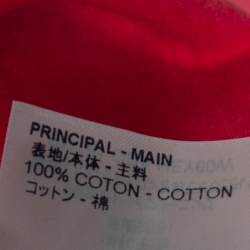 PRINCIPAL - MAIN
表地/本体 - 主料
100% COTON - COTTON
コットン - 棉